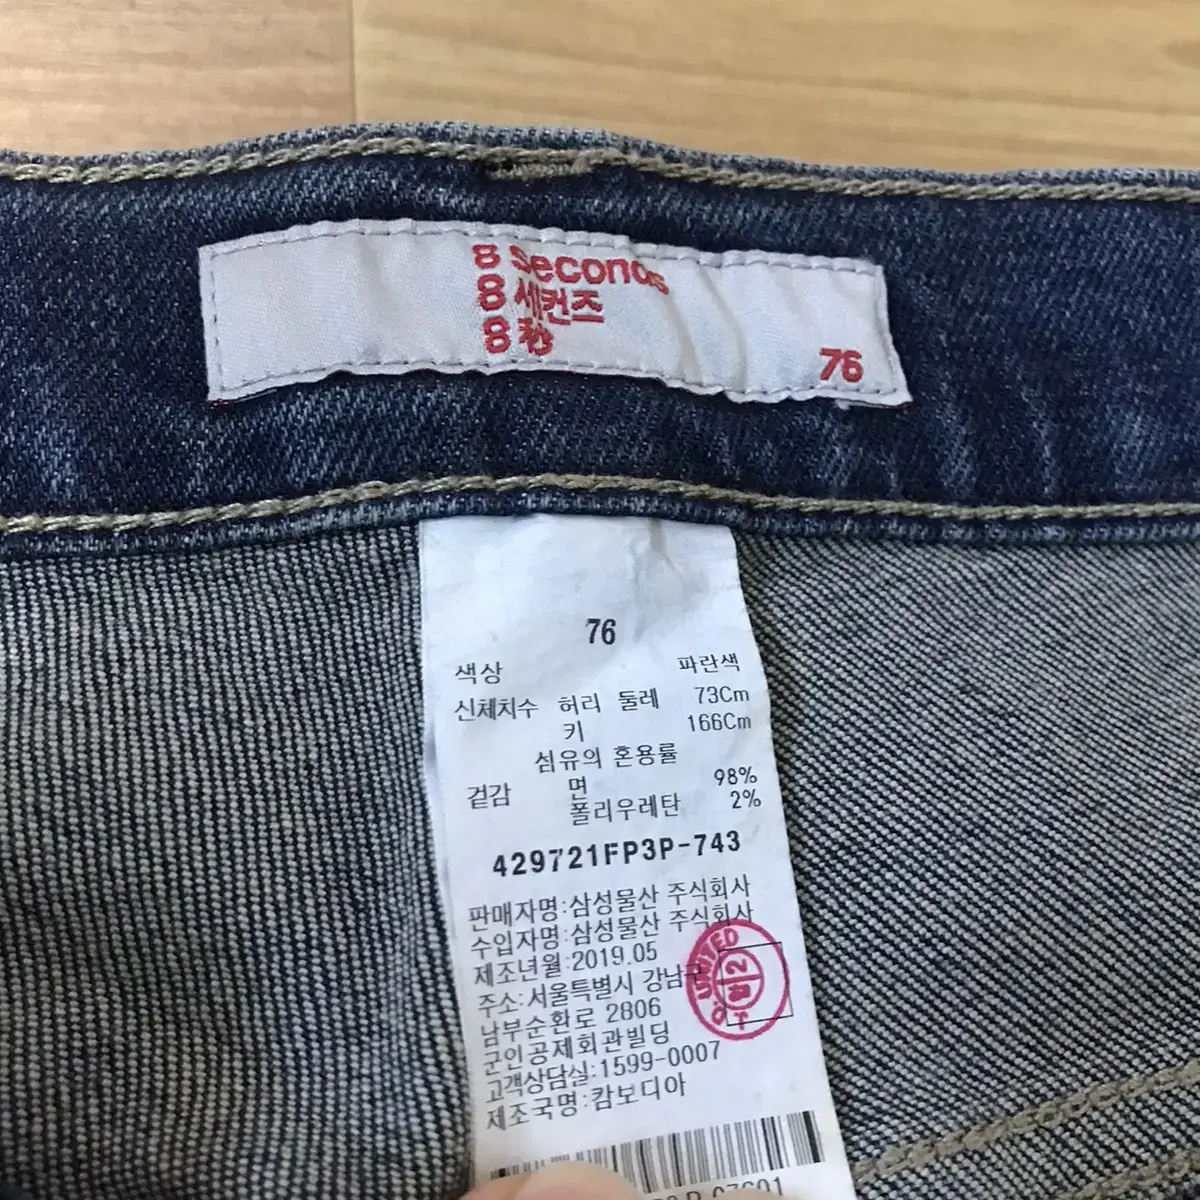 8 Seconds
8 세컨즈
8 秒
76
76
색상 파란색
신체치수 허리 둘레 73Cm
키 166Cm
섬유의 혼용률
겉감 면 98%
폴리우레탄 2%
429721FP3P-743
판매자명:삼성물산 주식회사
수입자명:삼성물산 주식회사
제조년월:2019.05
주소:서울특별시 강남구
남부순환로 2806
군인공제회관빌딩
고객상담실:1599-0007
제조국명:캄보디아
UNITED
2